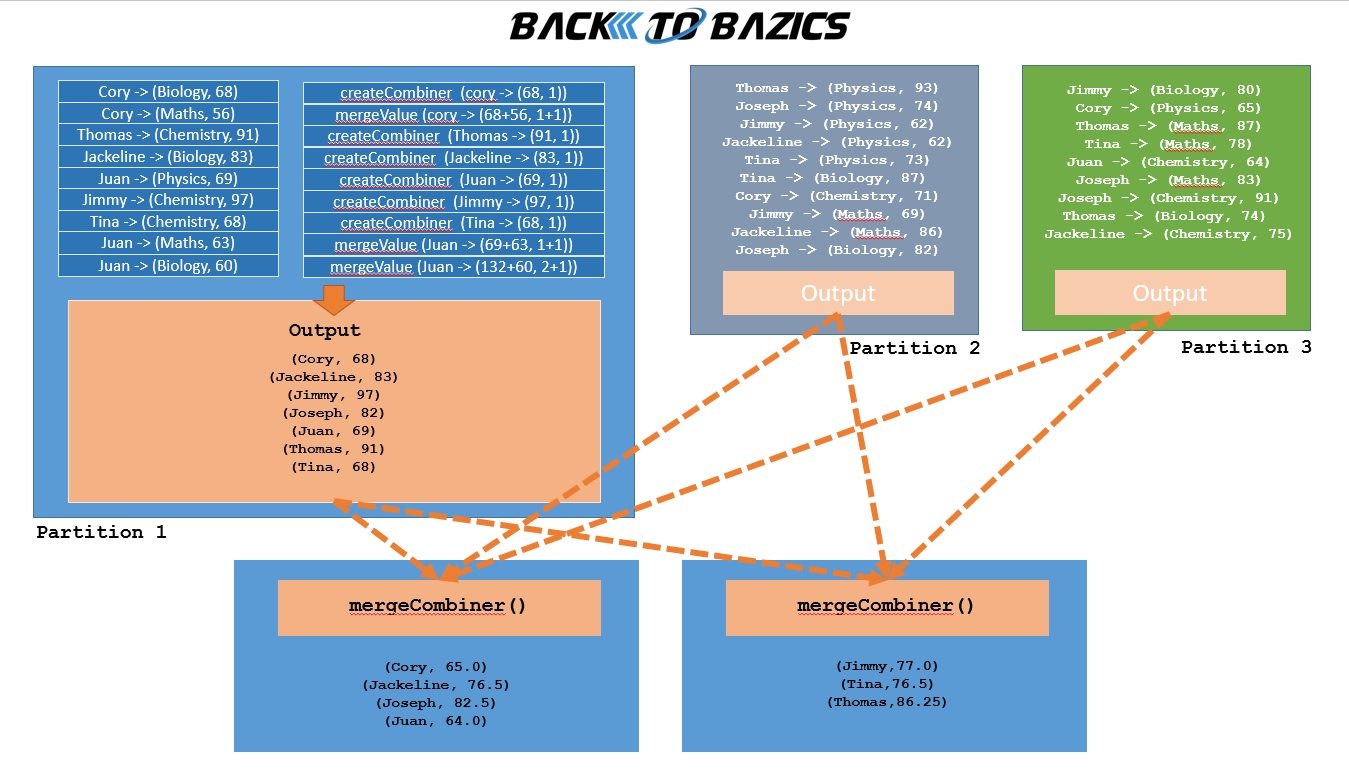 BACK TO BAZICS
Cory -> (Biology, 68)
Cory -> (Maths, 56)
Thomas -> (Chemistry, 91)
Jackeline -> (Biology, 83)
Juan -> (Physics, 69)
Jimmy -> (Chemistry, 97)
Tina -> (Chemistry, 68)
Juan -> (Maths, 63)
Juan -> (Biology, 60)
createCombiner (cory -> (68, 1))
mergeValue (cory -> (68+56, 1+1))
createCombiner (Thomas -> (91, 1))
createCombiner (Jackeline -> (83, 1))
createCombiner (Juan -> (69, 1))
createCombiner (Jimmy -> (97, 1))
createCombiner (Tina -> (68, 1))
mergeValue (Juan -> (69+63, 1+1))
mergeValue (Juan -> (132+60, 2+1))
Output
(Cory, 68)
(Jackeline, 83)
(Jimmy, 97)
(Joseph, 82)
(Juan, 69)
(Thomas, 91)
(Tina, 68)
Partition 1
Thomas -> (Physics, 93)
Joseph -> (Physics, 74)
Jimmy -> (Physics, 62)
Jackeline -> (Physics, 62)
Tina -> (Physics, 73)
Tina -> (Biology, 87)
Cory -> (Chemistry, 71)
Jimmy -> (Maths, 69)
Jackeline -> (Maths, 86)
Joseph -> (Biology, 82)
Output
Partition 2
Jimmy -> (Biology, 80)
Cory -> (Physics, 65)
Thomas -> (Maths, 87)
Tina -> (Maths, 78)
Juan -> (Chemistry, 64)
Joseph -> (Maths, 83)
Joseph -> (Chemistry, 91)
Thomas -> (Biology, 74)
Jackeline -> (Chemistry, 75)
Output
Partition 3
mergeCombiner()
(Cory, 65.0)
(Jackeline, 76.5)
(Joseph, 82.5)
(Juan, 64.0)
mergeCombiner()
(Jimmy,77.0)
(Tina,76.5)
(Thomas,86.25)